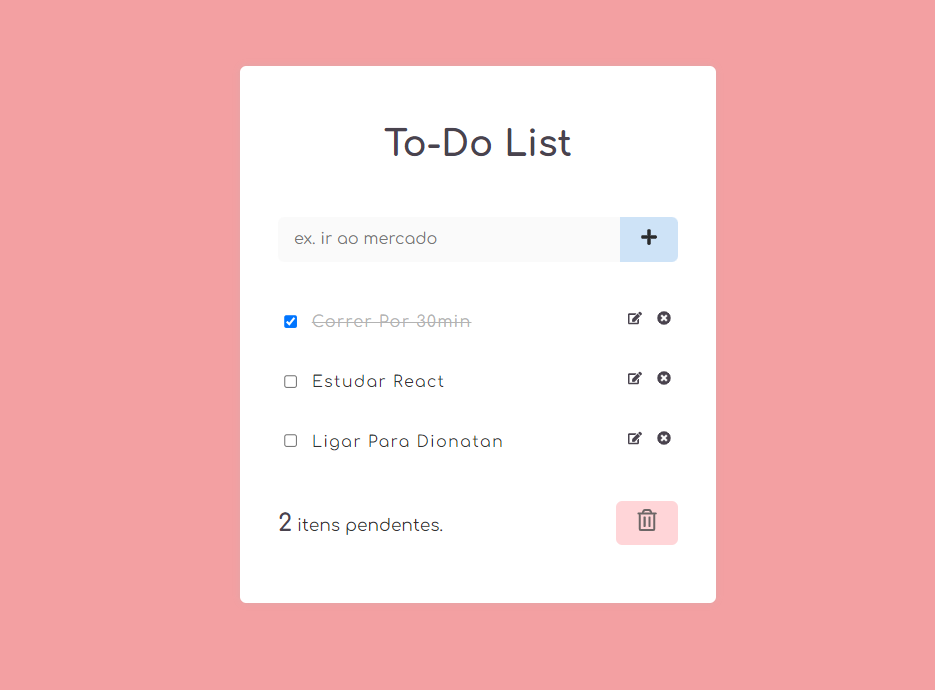 To-Do List
ex. ir ao mercado
Correr Por 30min
Estudar React
Ligar Para Dionatan
2 itens pendentes.